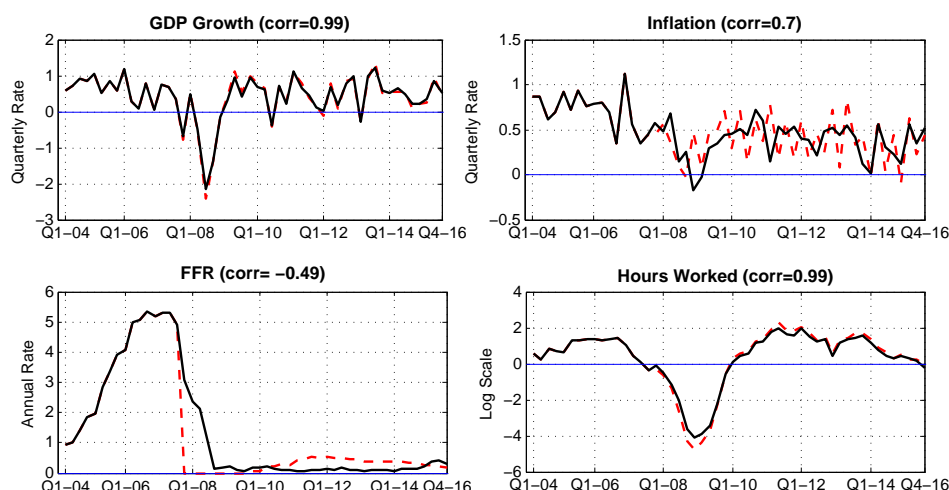 GDP Growth (corr=0.99)
Quarterly Rate
2
1
0
−1
−2
−3
Q1−04 Q1−06 Q1−08 Q1−10 Q1−12 Q1−14 Q4−16
Inflation (corr=0.7)
Quarterly Rate
1.5
1
0.5
0
−0.5
Q1−04 Q1−06 Q1−08 Q1−10 Q1−12 Q1−14 Q4−16
FFR (corr= −0.49)
Annual Rate
6
5
4
3
2
1
0
Q1−04 Q1−06 Q1−08 Q1−10 Q1−12 Q1−14 Q4−16
Hours Worked (corr=0.99)
Log Scale
4
2
0
−2
−4
−6
Q1−04 Q1−06 Q1−08 Q1−10 Q1−12 Q1−14 Q4−16